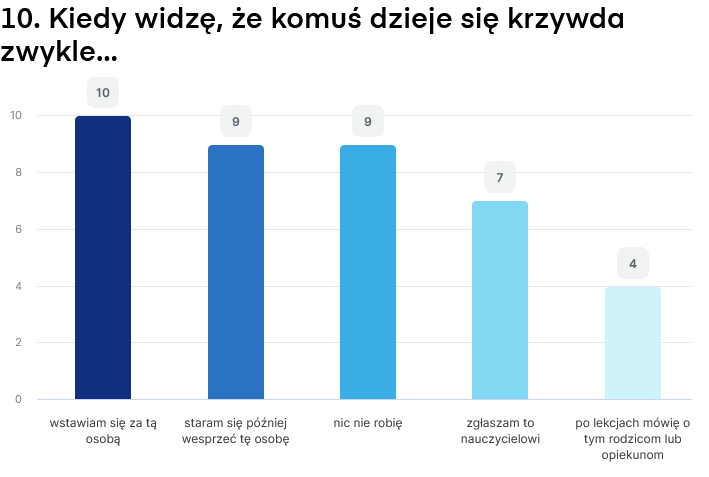 10. Kiedy widzę, że komuś dzieje się krzywda
zwykle...
10
9
9
7
4
10
8
6
4
2
0
wstawiam się za tą
osobą
staram się później
wesprzeć tę osobę
nic nie robię
zgłaszam to
nauczycielowi
po lekcjach mówię o
tym rodzicom lub
opiekunom